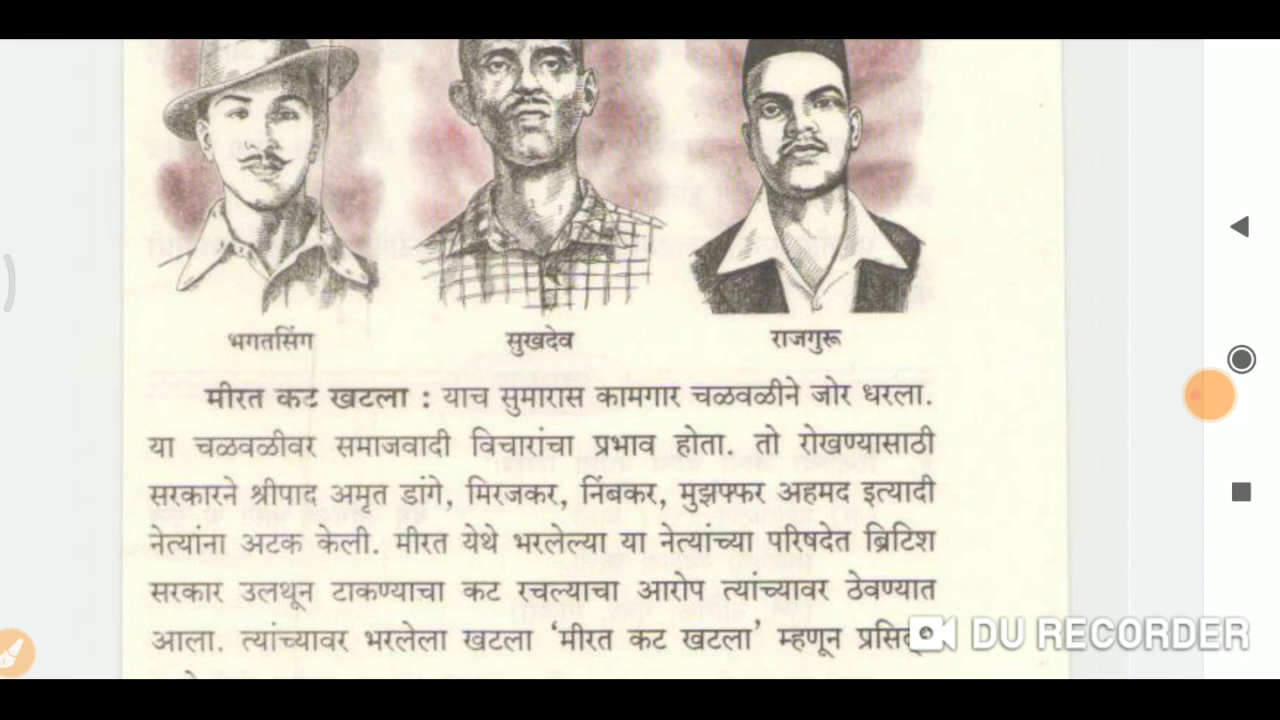 भगतसिंग सुखदेव राजगुरू
मीरत कट खटला : याच सुमारास कामगार चळवळीने जोर धरला.
या चळवळीवर समाजवादी विचारांचा प्रभाव होता. तो रोखण्यासाठी
सरकारने श्रीपाद अमृत डांगे, मिरजकर, निंबकर, मुझफ्फर अहमद इत्यादी
नेत्यांना अटक केली. मीरत येथे भरलेल्या या नेत्यांच्या परिषदेत ब्रिटिश
सरकार उलथून टाकण्याचा कट रचल्याचा आरोप त्यांच्यावर ठेवण्यात
आला. त्यांच्यावर भरलेला खटला ‘मीरत कट खटला’ म्हणून
DU RECORDER